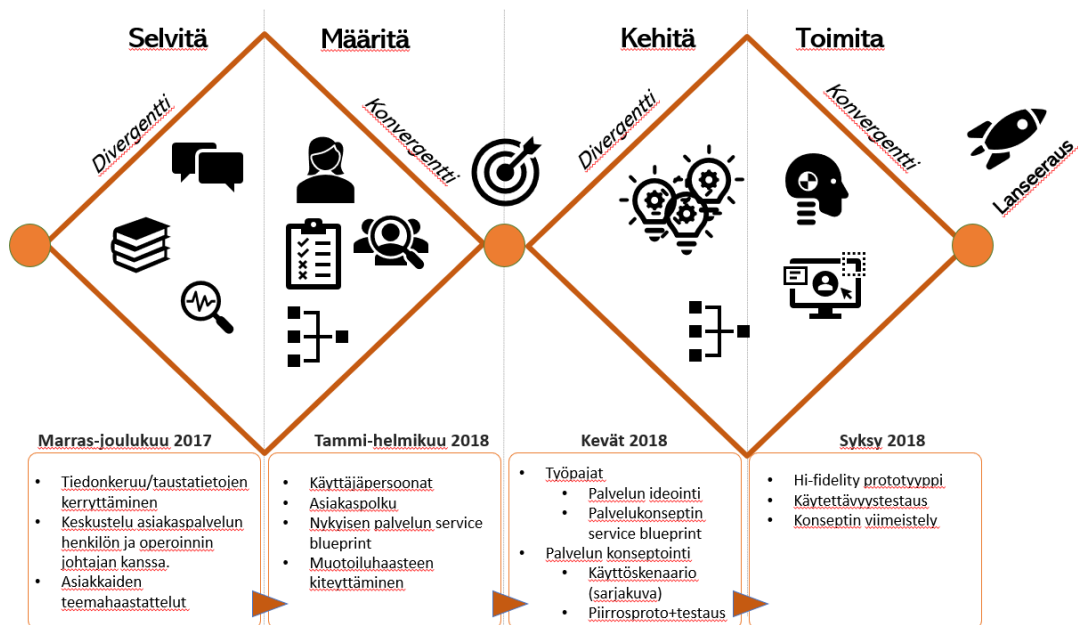 Selvitä
Määritä
Kehitä
Toimita
Divergentti
Konvergentti
Divergentti
Konvergentti
Lanseeraus
Marras-joulukuu 2017
• Tiedonkeruu/taustatietojen
kerryttäminen
• Keskustelu asiakaspalvelun
henkilön ja operoinnin
johtajan kanssa.
• Asiakkaiden
teemahaastattelut
Tammi-helmikuu 2018
• Käyttäjäpersoonat
• Asiakaspolku
• Nykyisen palvelun service
blueprint
• Muotoiluhaasteen
kiteyttäminen
Kevät 2018
• Työpajat
• Palvelun ideointi
• Palvelukonseptin
service blueprint
• Palvelun konseptointi
• Käyttöskenaario
(sarjakuva)
• Piirrosproto+testaus
Syksy 2018
• Hi-fidelity prototyyppi
• Käytettävyystestaus
• Konseptin viimeistely